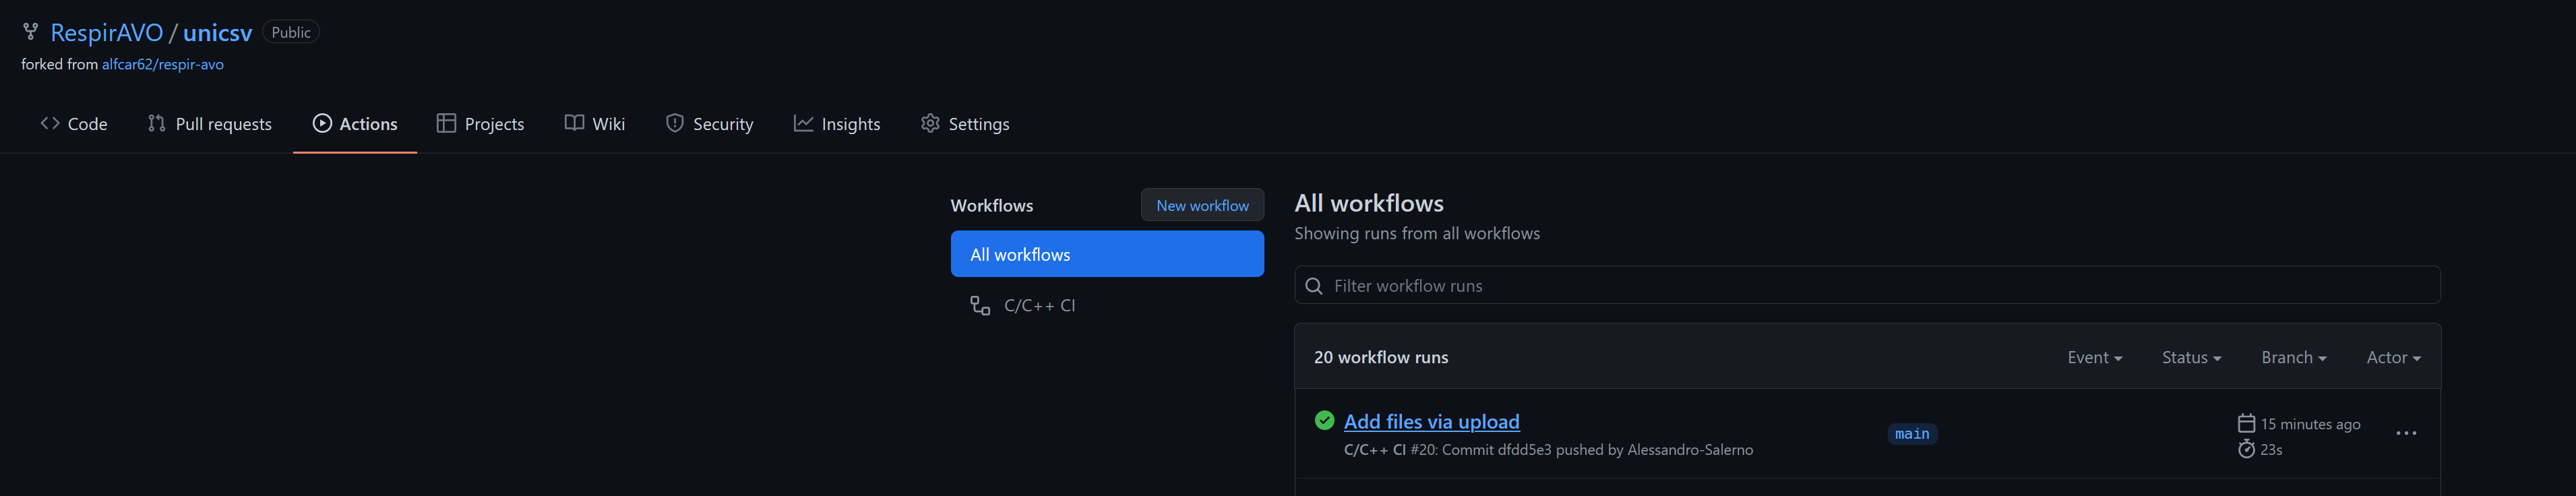 RespirAVO / unicsv Public
forked from alfcar62/respir-avo
Code Pull requests Actions Projects Wiki Security Insights Settings
Workflows New workflow
All workflows
C/C++ CI
All workflows
Showing runs from all workflows
Filter workflow runs
20 workflow runs Event Status Branch Actor
Add files via upload
C/C++ CI #20: Commit dfdd5e3 pushed by Alessandro-Salerno
main
15 minutes ago
23s